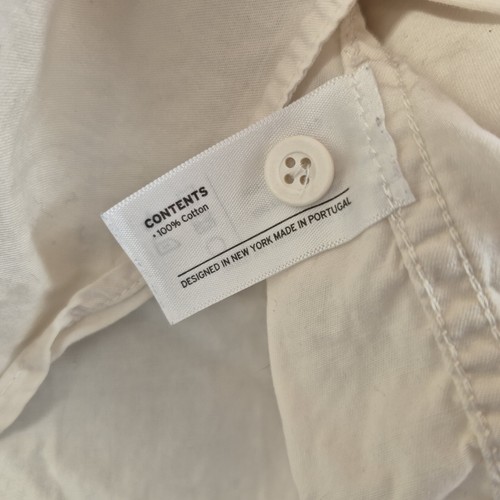 CONTENTS
• 100% Cotton
DESIGNED IN NEW YORK MADE IN PORTUGAL